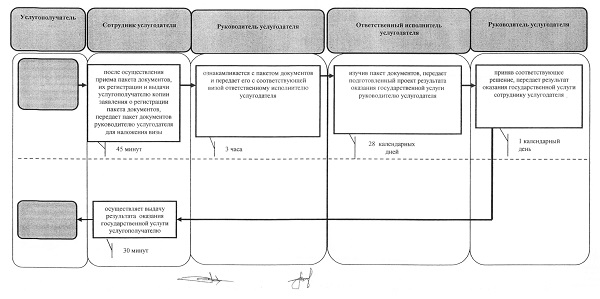 Услугополучатель
Сотрудник услугодателя
Руководитель услугодателя
Ответственный исполнитель
услугодателя
Руководитель услугодателя
после осуществления
приема пакета документов,
их регистрации и выдачи
услугополучателю копии
заявления о регистрации
пакета документов,
передает пакет документов
руководителю услугодателя
для наложения визы
45 минут
ознакамливается с пакетом документов
и передает его с соответствующей
визой ответственному исполнителю
услугодателя
3 часа
изучив пакет документов, передает
подготовленный проект результата
оказания государственной услуги
руководителю услугодателя
28 календарных
дней
приняв соответствующее
решение, передает результат
оказания государственной услуги
сотруднику услугодателя
1 календарный
день
осуществляет выдачу
результата оказания
государственной услуги
услугополучателю
30 минут